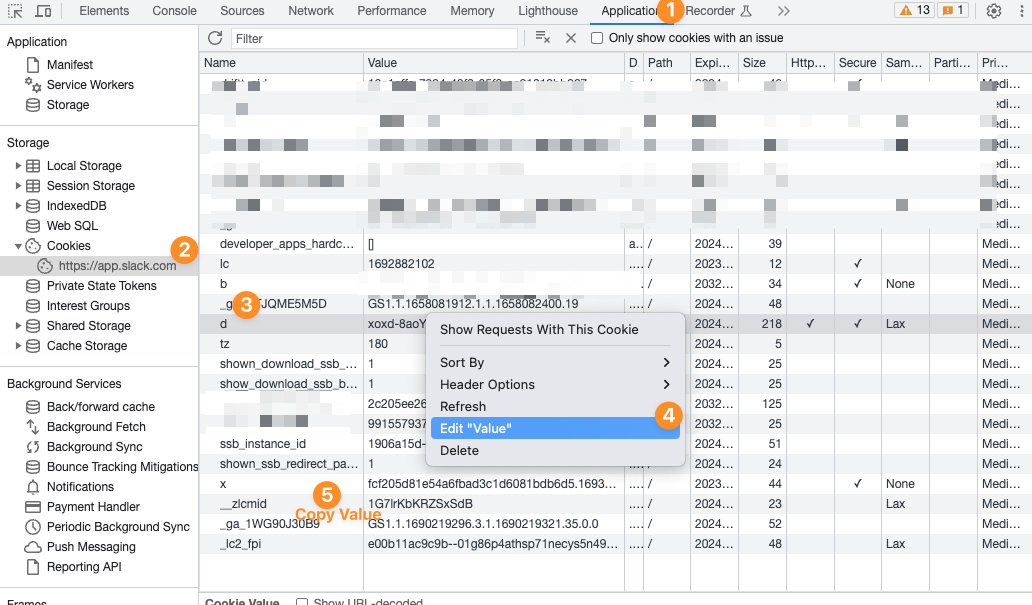 Elements Console Sources Network Performance Memory Lighthouse Application 1 Recorder 13 1
Filter Only show cookies with an issue
Application
Manifest
Service Workers
Storage
Storage
Local Storage
Session Storage
IndexedDB
Web SQL
Cookies 2
https://app.slack.com
Private State Tokens
Interest Groups
Shared Storage
Cache Storage
Background Services
Back/forward cache
Background Fetch
Background Sync
Bounce Tracking Mitigations
Notifications
Payment Handler
Periodic Background Sync
Push Messaging
Reporting API
Frames
Name Value D Path Expi... Size Http... Secure Sam... Parti... Pri...
developer_apps_hardc... [] a... / 2024... 39 Medi...
lc 1692882102 .... / 2023... 12 ✓ Medi...
b . / 2032... 34 ✓ None Medi...
3 JQME5M5D GS1.1.1658081912.1.1.1658082400.19 .... / 2024... 48 Medi...
d xoxd-8aoY 2024... 218 ✓ ✓ Lax Medi...
tz 180 2024... 5 Medi...
shown_download_ssb_... 1 2024... 25 Medi...
show_download_ssb_b... 1 2024... 25 Medi...
2c205ee26 2032... 125 Medi...
991557937 2032... 25 Medi...
ssb_instance_id 1906a15d- 2024... 51 Medi...
shown_ssb_redirect_pa... 1 .... / 2024... 24 Medi...
x fcf205d81e54a6fbad3c1d6081bdb6d5.1693... .... / 2023... 44 ✓ None Medi...
__zlcmid 1G7lrKbKRZSxSdB .... / 2024... 23 Lax Medi...
_ga_1WG90J30B9 GS1.1.1690219296.3.1.1690219321.35.0.0 .... / 2024... 52 Medi...
_lc2_fpi e00b11ac9c9b--01g86p4athsp71necys5n49... .... / 2024... 48 Lax Medi...
Show Requests With This Cookie
Sort By
Header Options
Refresh
Edit "Value" 4
Delete
5
Copy Value
Cookie Value Show URL-decoded